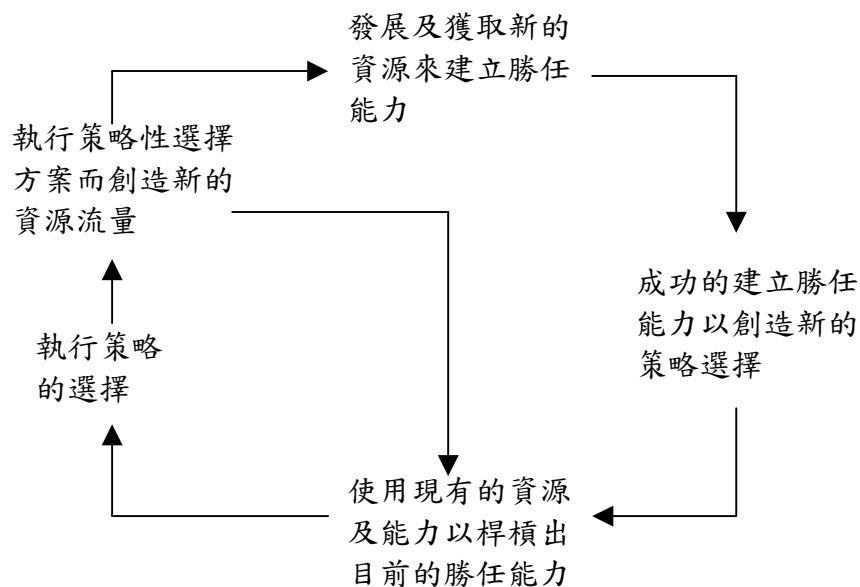 發展及獲取新的
資源來建立勝任
能力
執行策略性選擇
方案而創造新的
資源流量
成功的建立勝任
能力以創造新的
策略選擇
執行策略
的選擇
使用現有的資源
及能力以桿槓出
目前的勝任能力